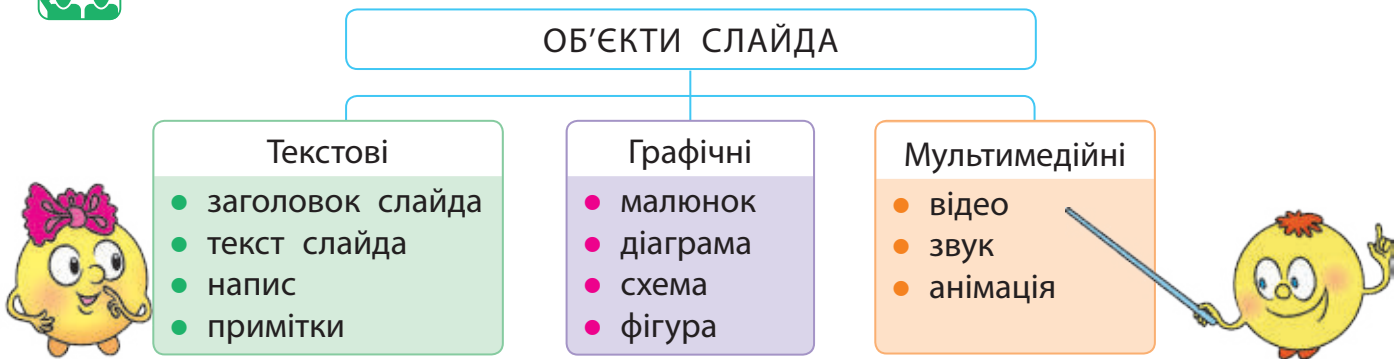 ОБ’ЄКТИ СЛАЙДА
Текстові
заголовок слайда
текст слайда
напис
примітки
Графічні
малюнок
діаграма
схема
фігура
Мультимедійні
відео
звук
анімація